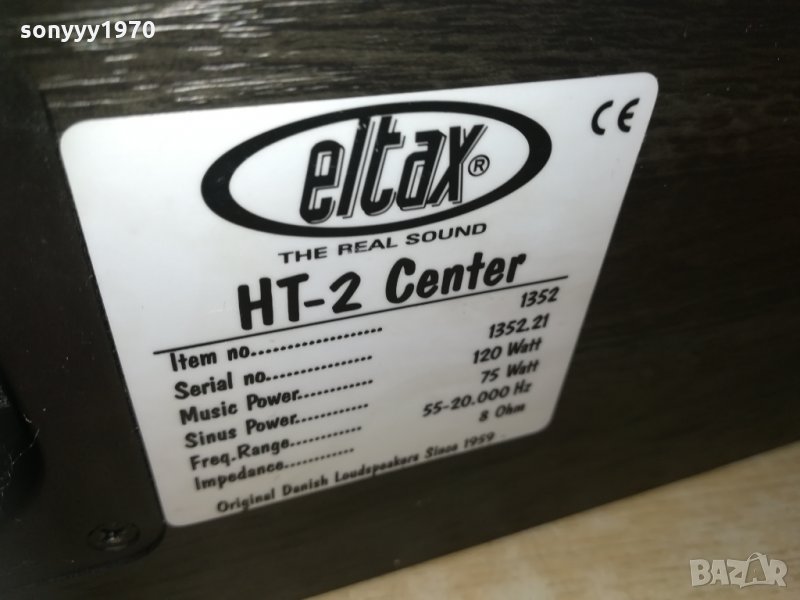 sonyyy1970
eltax®
CE
THE REAL SOUND
HT-2 Center
Item no.................... 1352
Serial no................ 1352.21
Music Power........... 120 Watt
Sinus Power........... 75 Watt
Freq.Range............ 55-20.000 Hz
Impedance............ 8 Ohm
Original Danish Loudspeakers Since 1959
BAZAR